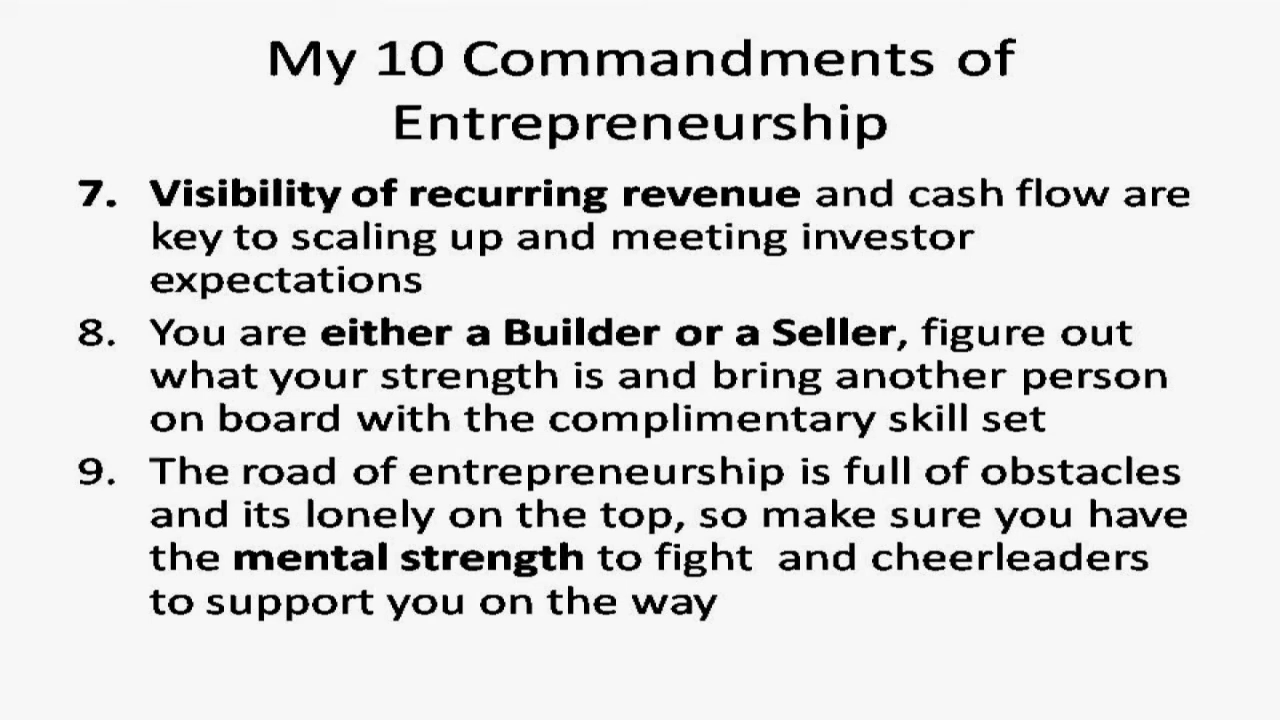 My 10 Commandments of
Entrepreneurship
7. Visibility of recurring revenue and cash flow are
key to scaling up and meeting investor
expectations
8. You are either a Builder or a Seller, figure out
what your strength is and bring another person
on board with the complimentary skill set
9. The road of entrepreneurship is full of obstacles
and its lonely on the top, so make sure you have
the mental strength to fight and cheerleaders
to support you on the way